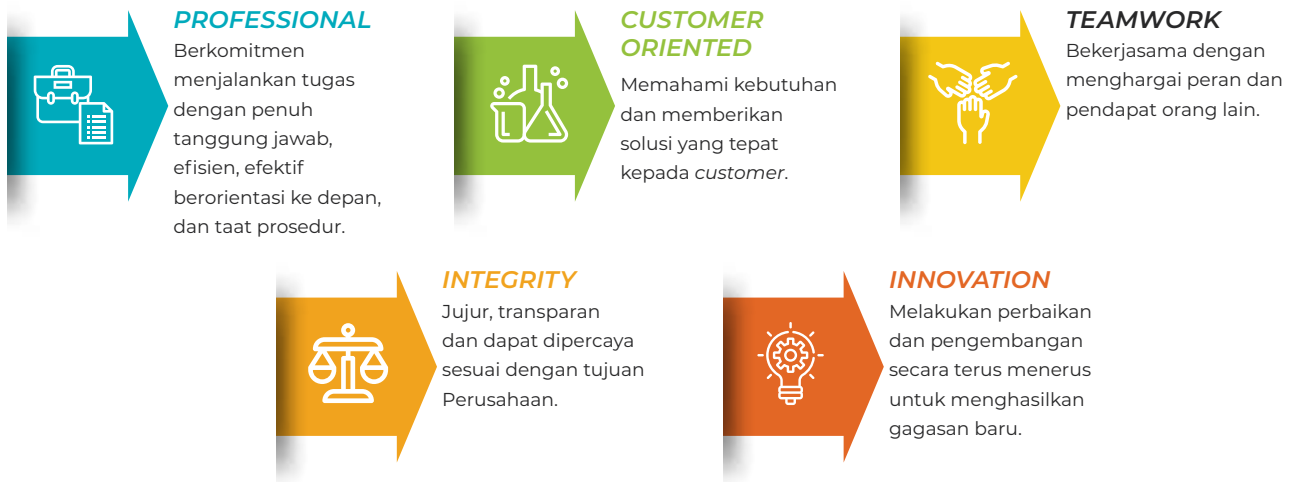 PROFESSIONAL
Berkomitmen
menjalankan tugas
dengan penuh
tanggung jawab,
efisien, efektif
berorientasi ke depan,
dan taat prosedur.
CUSTOMER
ORIENTED
Memahami kebutuhan
dan memberikan
solusi yang tepat
kepada customer.
TEAMWORK
Bekerjasama dengan
menghargai peran dan
pendapat orang lain.
INTEGRITY
Jujur, transparan
dan dapat dipercaya
sesuai dengan tujuan
Perusahaan.
INNOVATION
Melakukan perbaikan
dan pengembangan
secara terus menerus
untuk menghasilkan
gagasan baru.